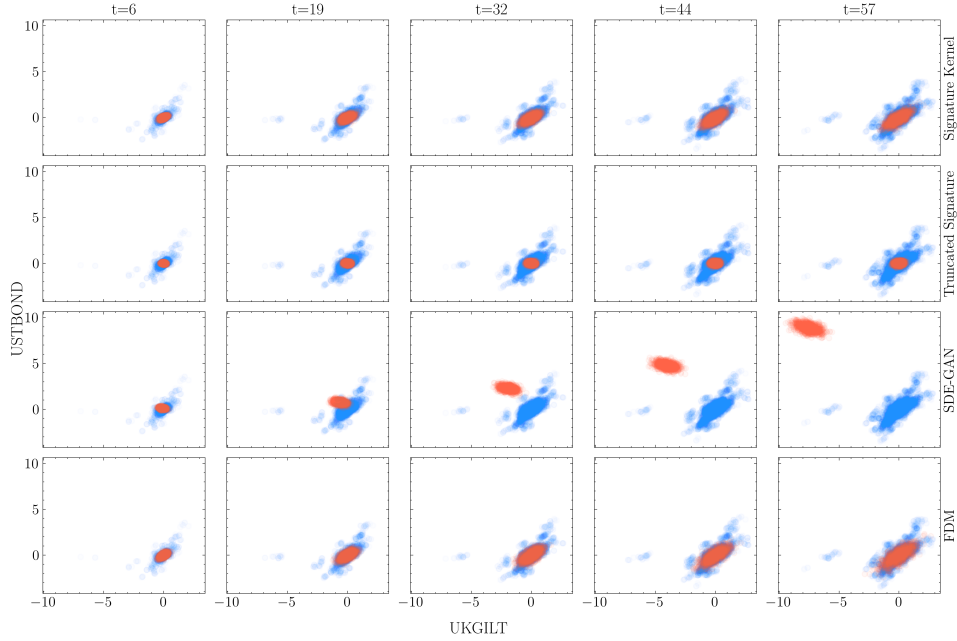 t=6 t=19 t=32 t=44 t=57
10
5
0
Signature Kernel
10
5
0
Truncated Signature
USTBOND
10
5
0
SDE-GAN
10
5
0
FDM
−10 −5 0 −10 −5 0 −10 −5 0 −10 −5 0 −10 −5 0
UKGILT